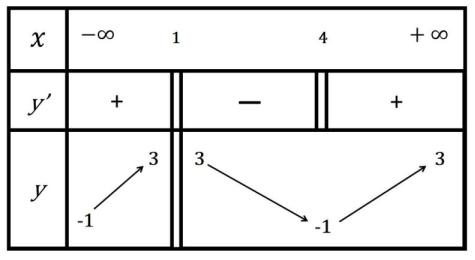 x −∞ 1 4 +∞
y' + − +
3 3 3
y
-1 -1